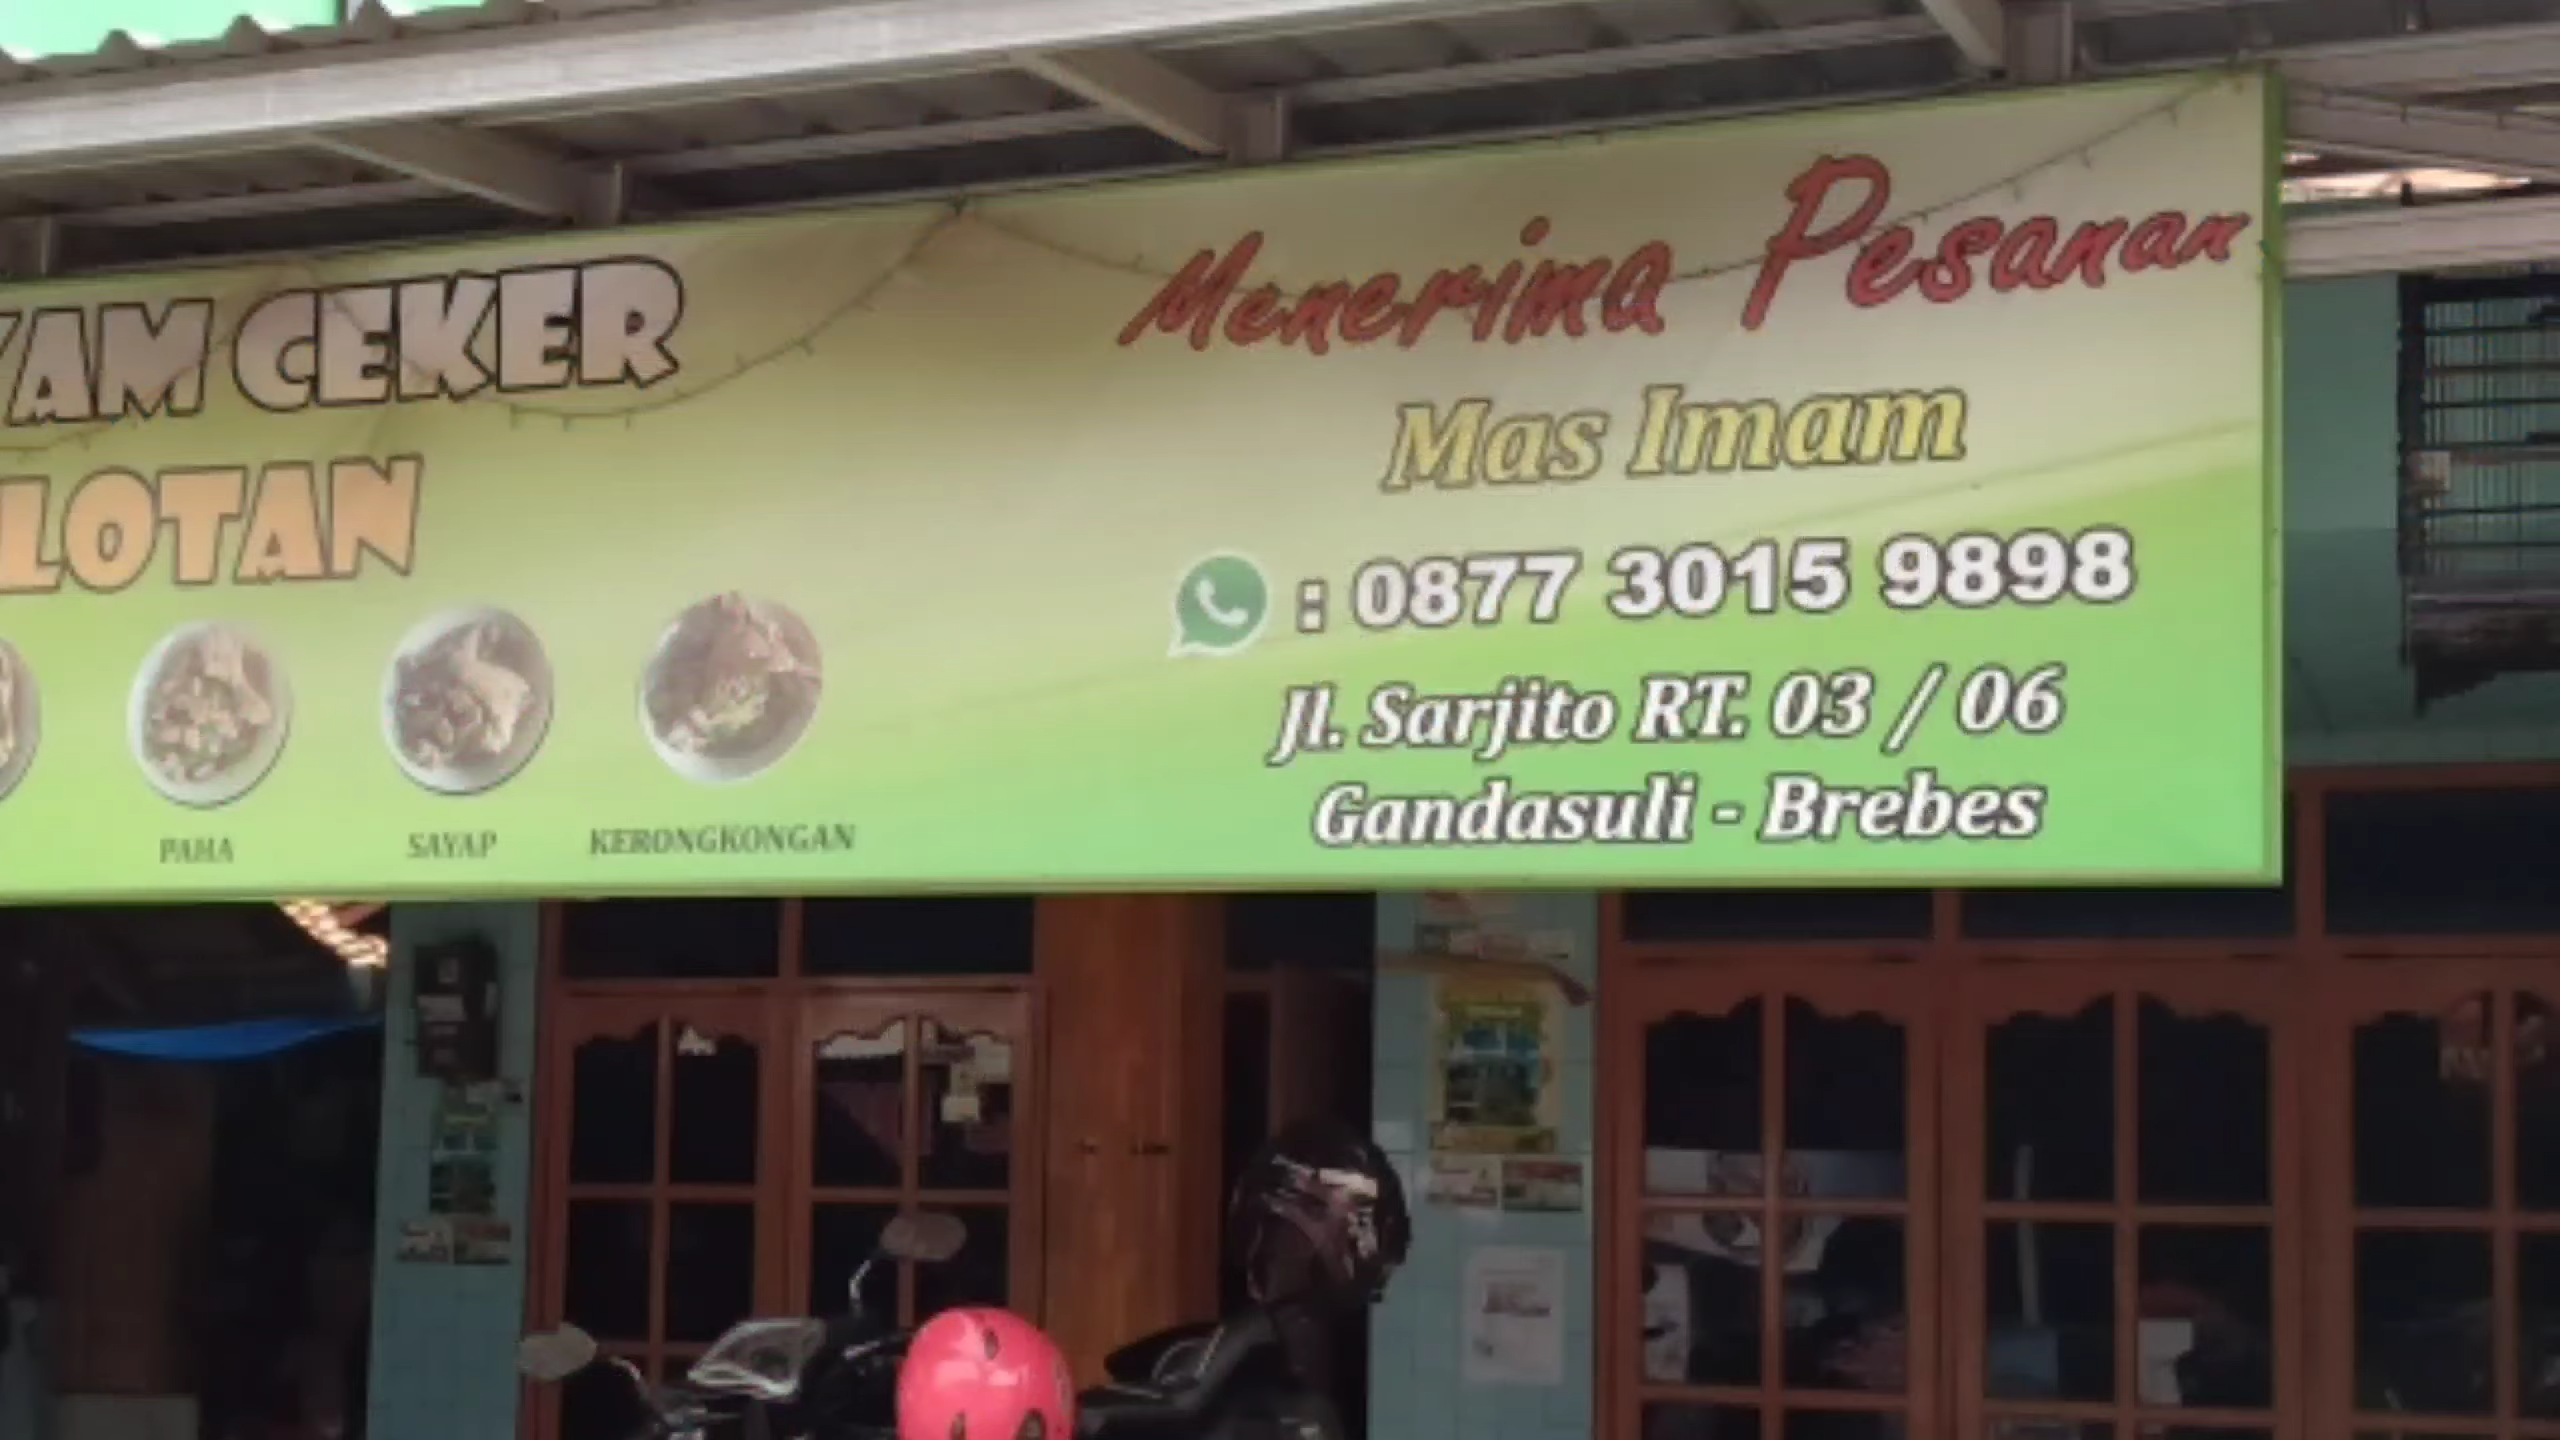 YAM CEKER
LOTAN
PAHA
SAYAP
KERONGKONGAN
Menerima Pesanan
Mas Imam
: 0877 3015 9898
Jl. Sarjito RT. 03 / 06
Gandasuli - Brebes